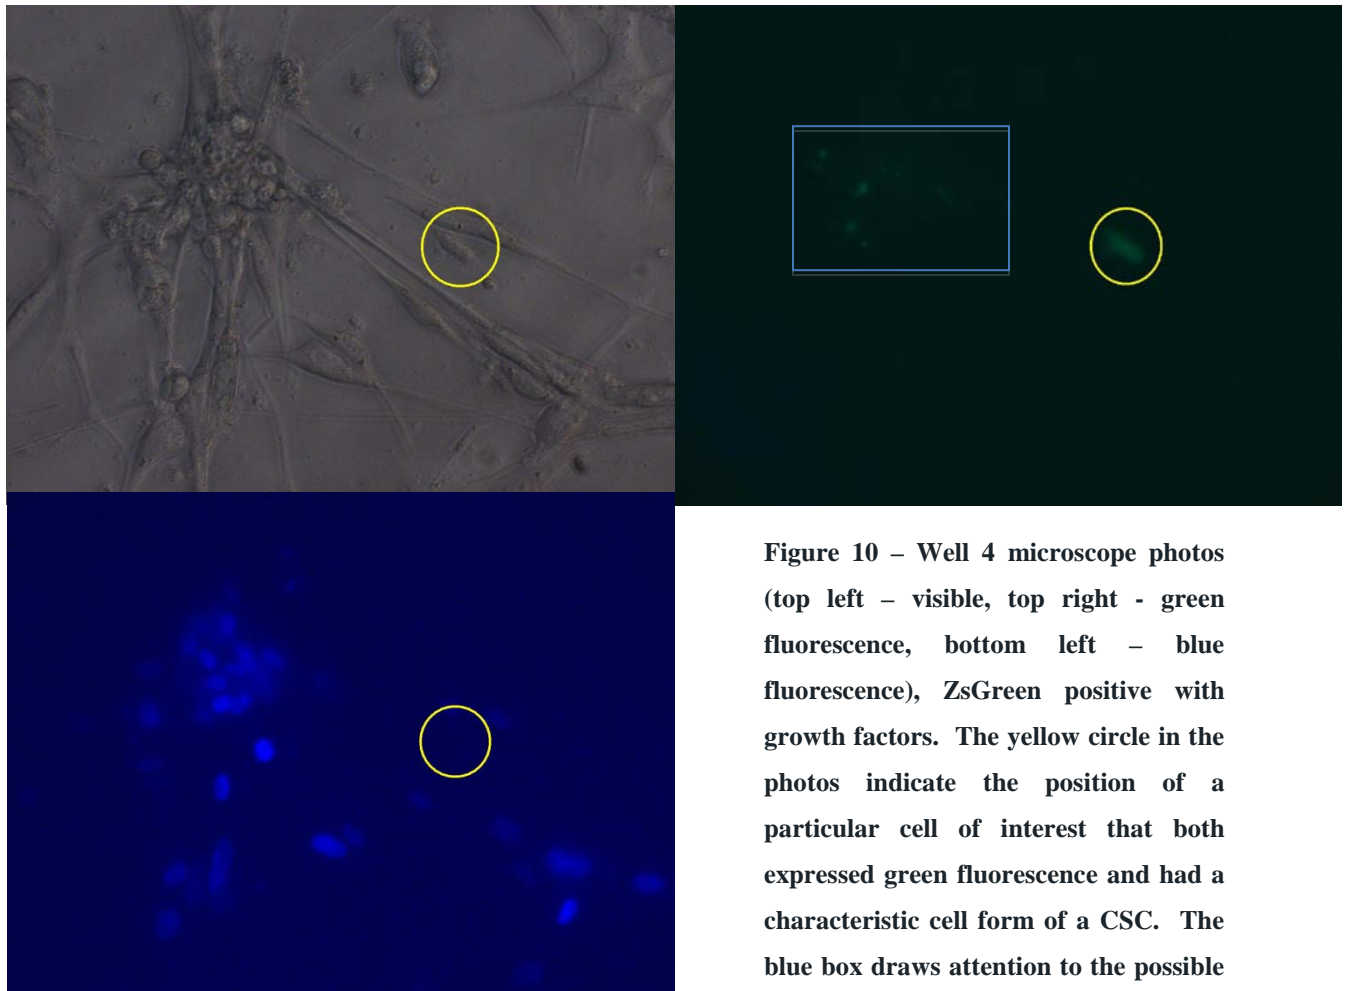 Figure 10 – Well 4 microscope photos
(top left – visible, top right - green
fluorescence, bottom left – blue
fluorescence), ZsGreen positive with
growth factors. The yellow circle in the
photos indicate the position of a
particular cell of interest that both
expressed green fluorescence and had a
characteristic cell form of a CSC. The
blue box draws attention to the possible